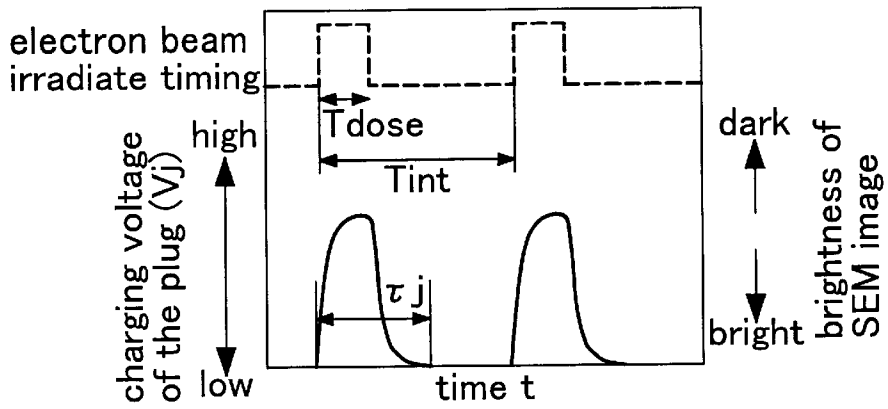 electron beam
irradiate timing
Tdose
high
dark
Tint
charging voltage
of the plug (Vj)
brightness of
SEM image
τj
bright
low
time t